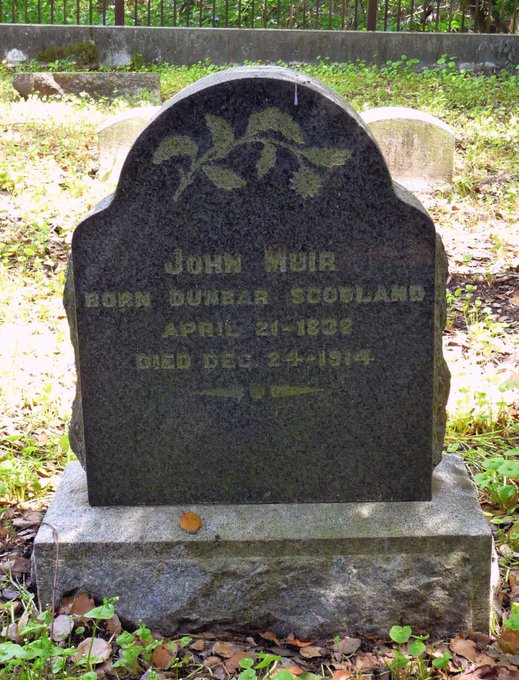 JOHN MUIR
BORN DUNBAR SCOTLAND
APRIL 21-1838
DIED DEC. 24-1914